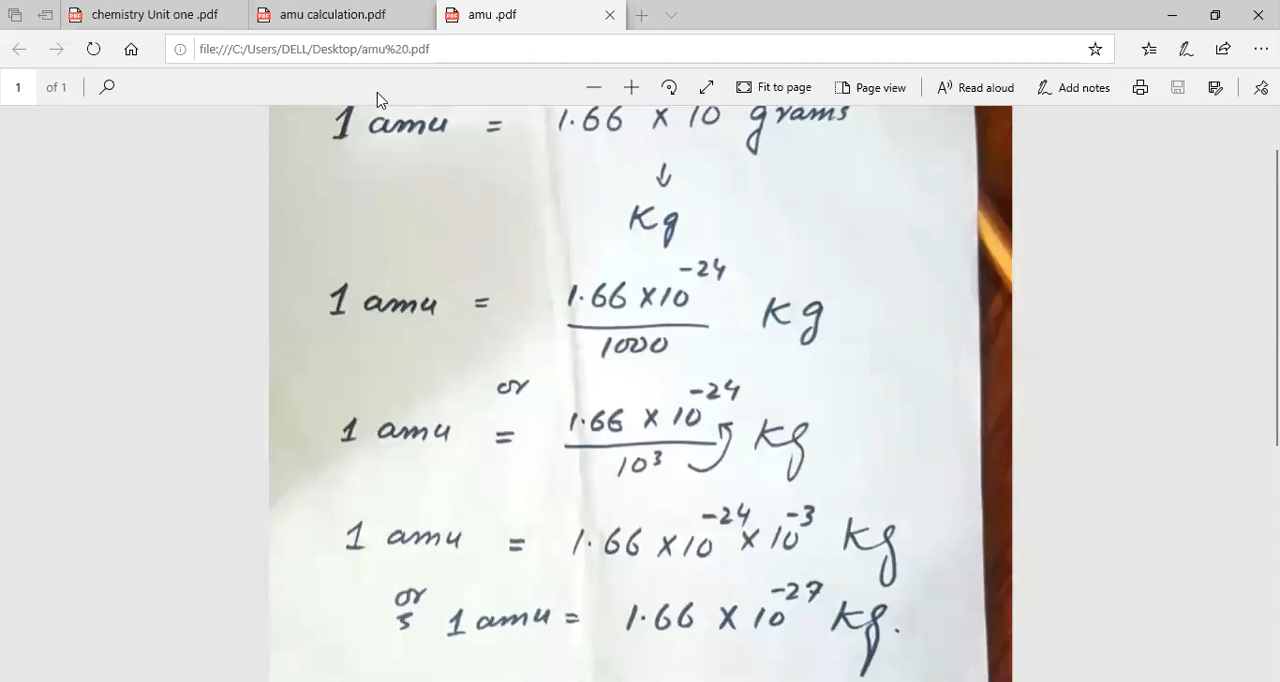 chemistry Unit one .pdf
amu calculation.pdf
amu .pdf
file:///C:/Users/DELL/Desktop/amu%20.pdf
1 of 1
Fit to page
Page view
Read aloud
Add notes
1 amu = 1.66 × 10 grams
↓
Kg
1 amu = 1.66 × 10⁻²⁴ / 1000 Kg
or
1 amu = 1.66 × 10⁻²⁴ / 10³ Kg
1 amu = 1.66 × 10⁻²⁴ × 10⁻³ Kg
or
1 amu = 1.66 × 10⁻²⁷ Kg.